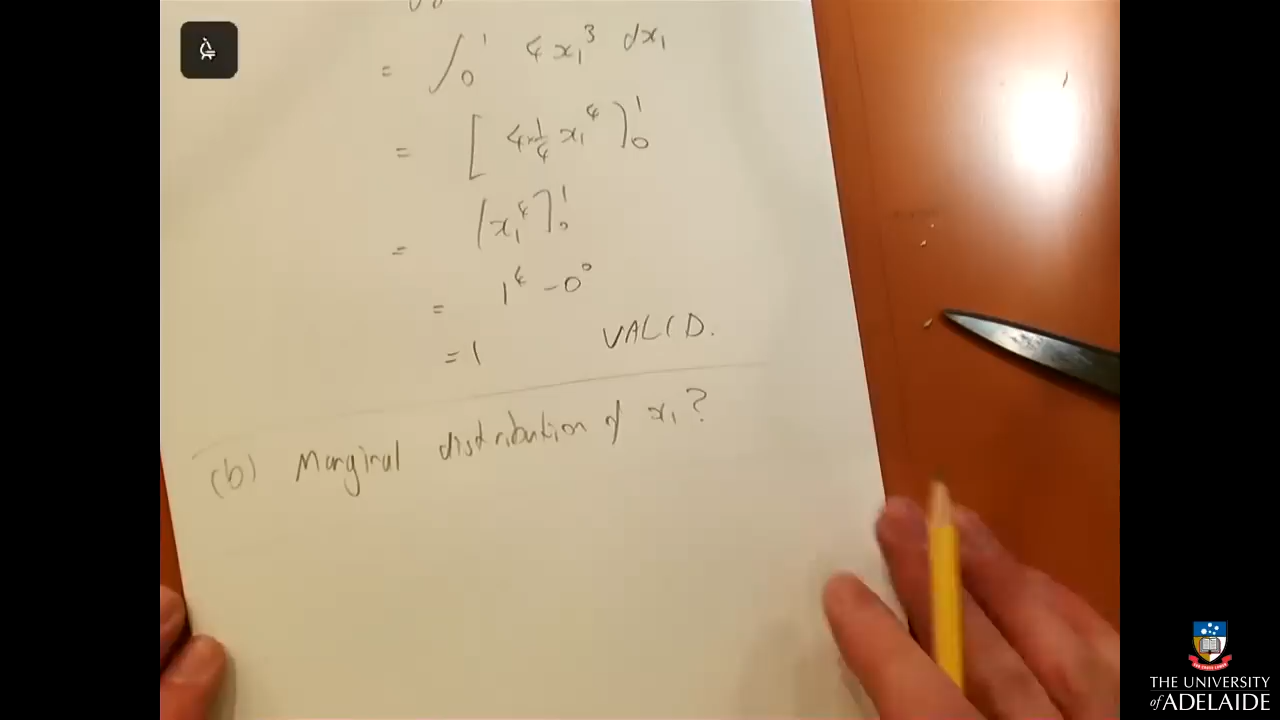 = ∫₀¹ 4x₁³ dx₁
= [4×¼ x₁⁴]₀¹
= [x₁⁴]₀¹
= 1⁴ - 0⁰
= 1 VALID.
(b) Marginal distribution of x₁?
THE UNIVERSITY
of ADELAIDE